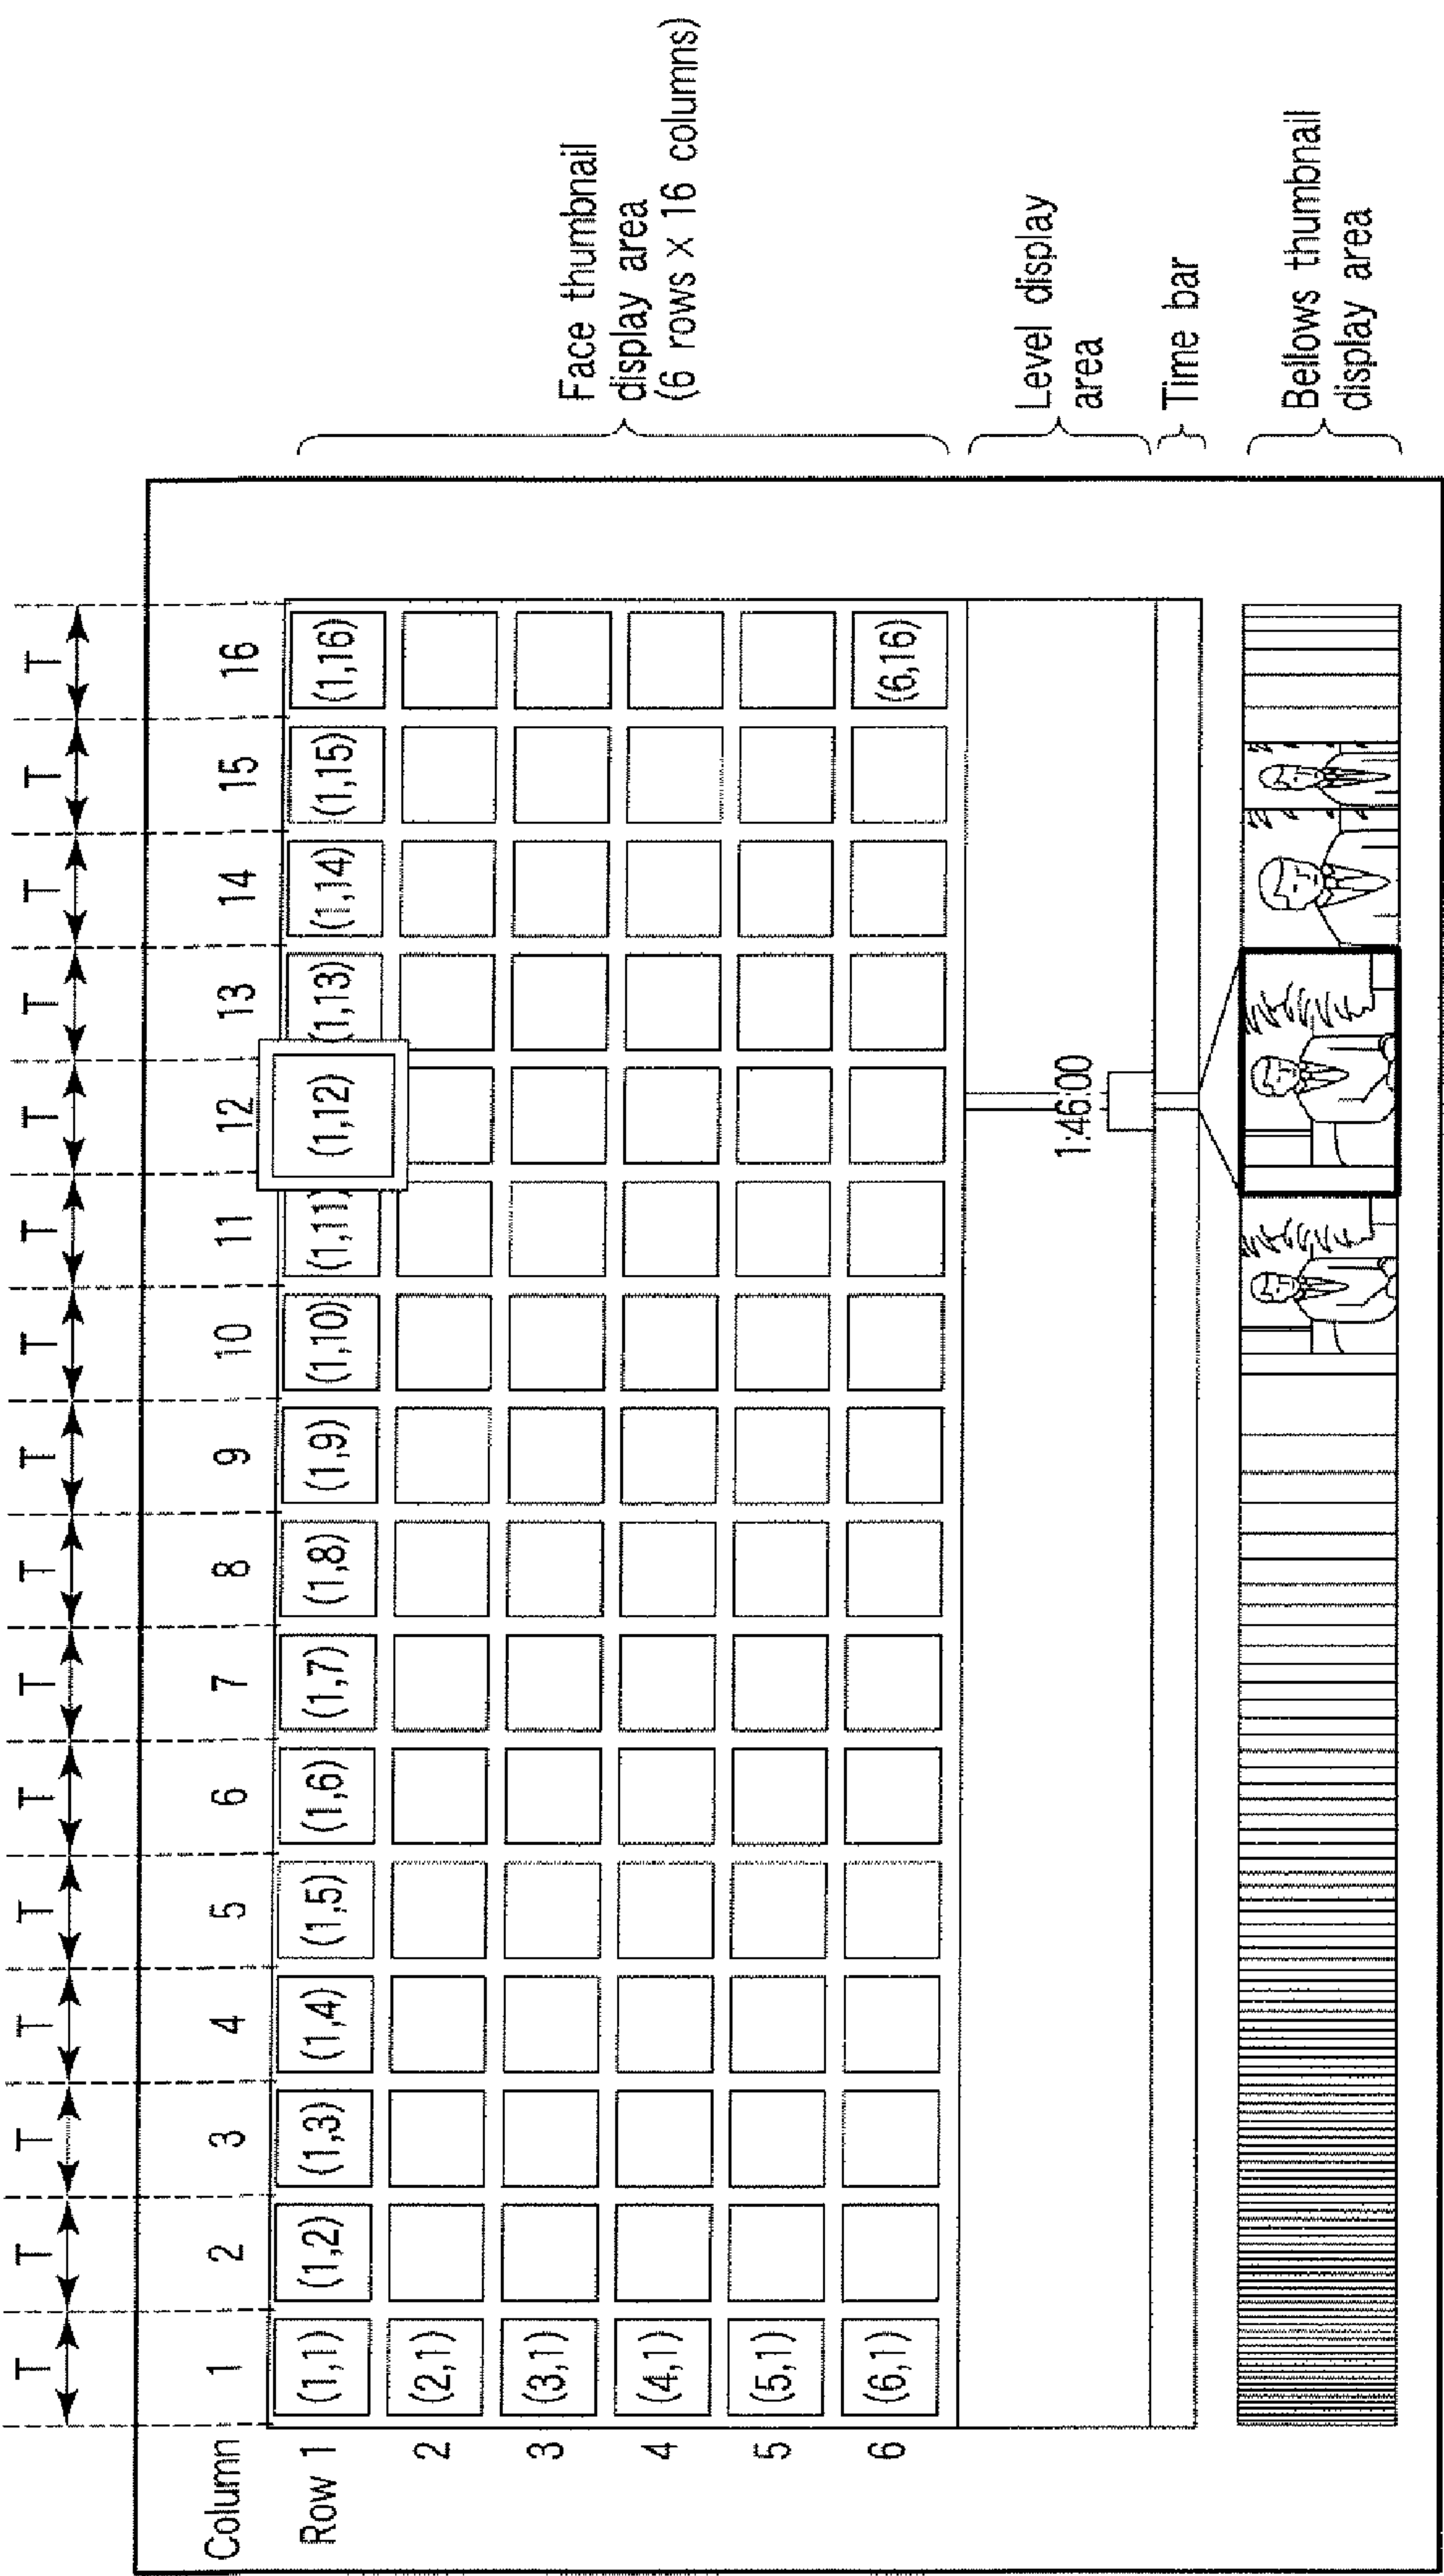 T T T T T T T T T T T T T T T T
Column 1 2 3 4 5 6 7 8 9 10 11 12 13 14 15 16
Row 1 (1,1) (1,2) (1,3) (1,4) (1,5) (1,6) (1,7) (1,8) (1,9) (1,10) (1,11) (1,12) (1,13) (1,14) (1,15) (1,16)
2 (2,1)
3 (3,1)
4 (4,1)
5 (5,1)
6 (6,1) (6,16)
1:46:00
Face thumbnail
display area
(6 rows X 16 columns)
Level display
area
Time bar
Bellows thumbnail
display area